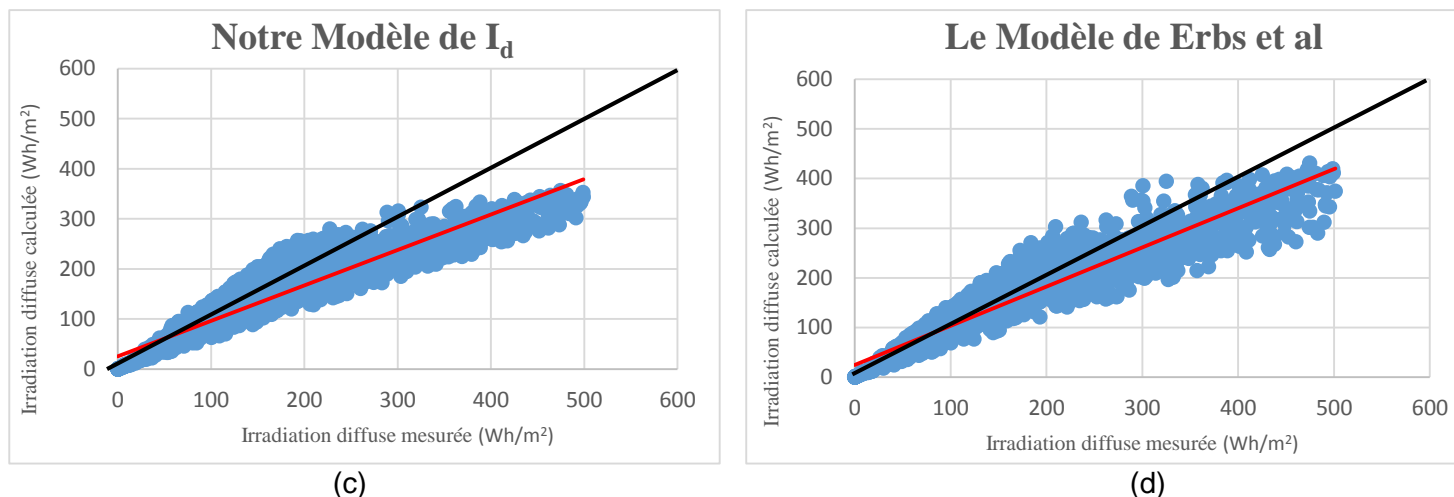 Notre Modèle de I_d
Irradiation diffuse calculée (Wh/m²)
600
500
400
300
200
100
0
0 100 200 300 400 500 600
Irradiation diffuse mesurée (Wh/m²)
(c)
Le Modèle de Erbs et al
Irradiation diffuse calculée (Wh/m²)
600
500
400
300
200
100
0
0 100 200 300 400 500 600
Irradiation diffuse mesurée (Wh/m²)
(d)